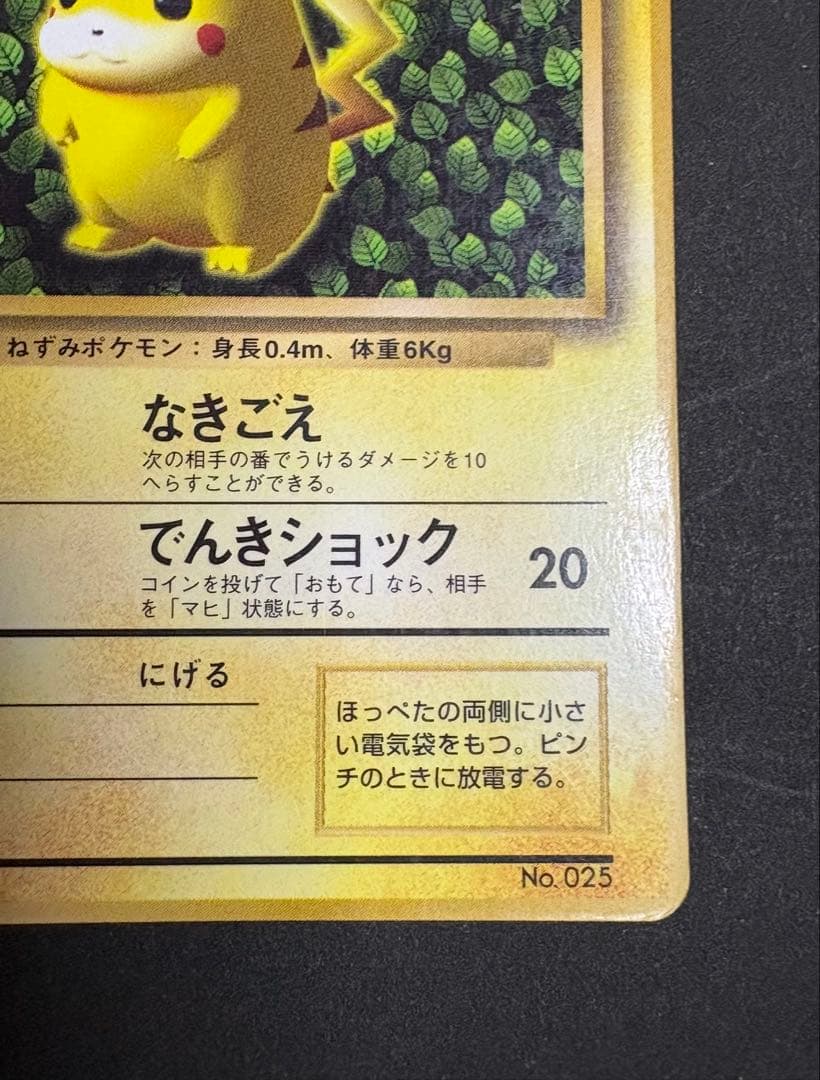 ねずみポケモン：身長0.4m、体重6Kg
なきごえ
次の相手の番でうけるダメージを10
へらすことができる。
でんきショック
20
コインを投げて「おもて」なら、相手
を「マヒ」状態にする。
にげる
ほっぺたの両側に小さ
い電気袋をもつ。ピン
チのときに放電する。
No.025